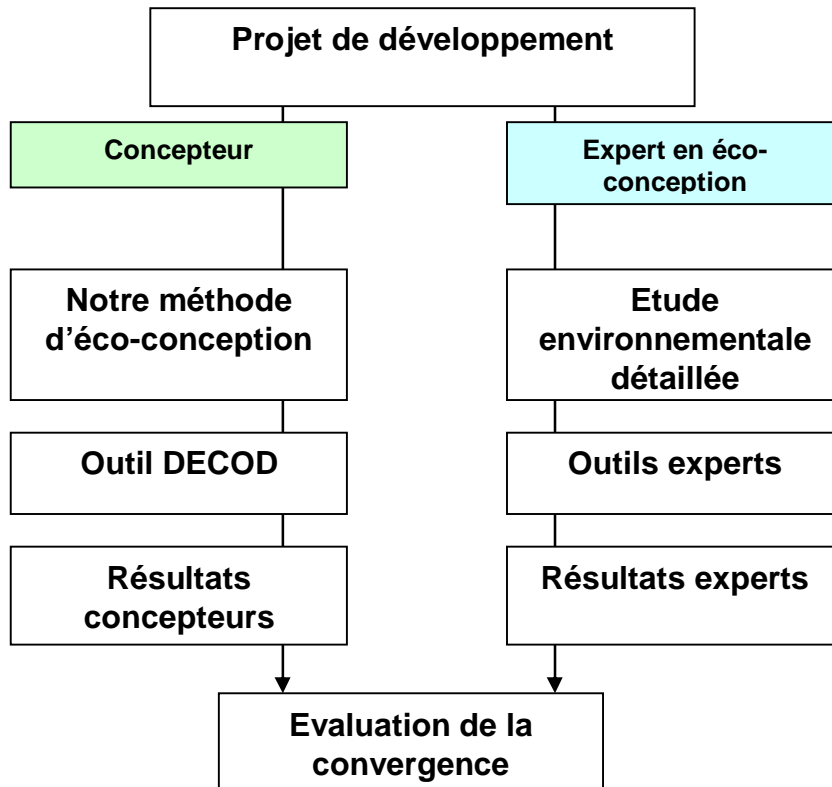 Projet de développement
Concepteur
Expert en éco-
conception
Notre méthode
d'éco-conception
Etude
environnementale
détaillée
Outil DECOD
Outils experts
Résultats
concepteurs
Résultats experts
Evaluation de la
convergence